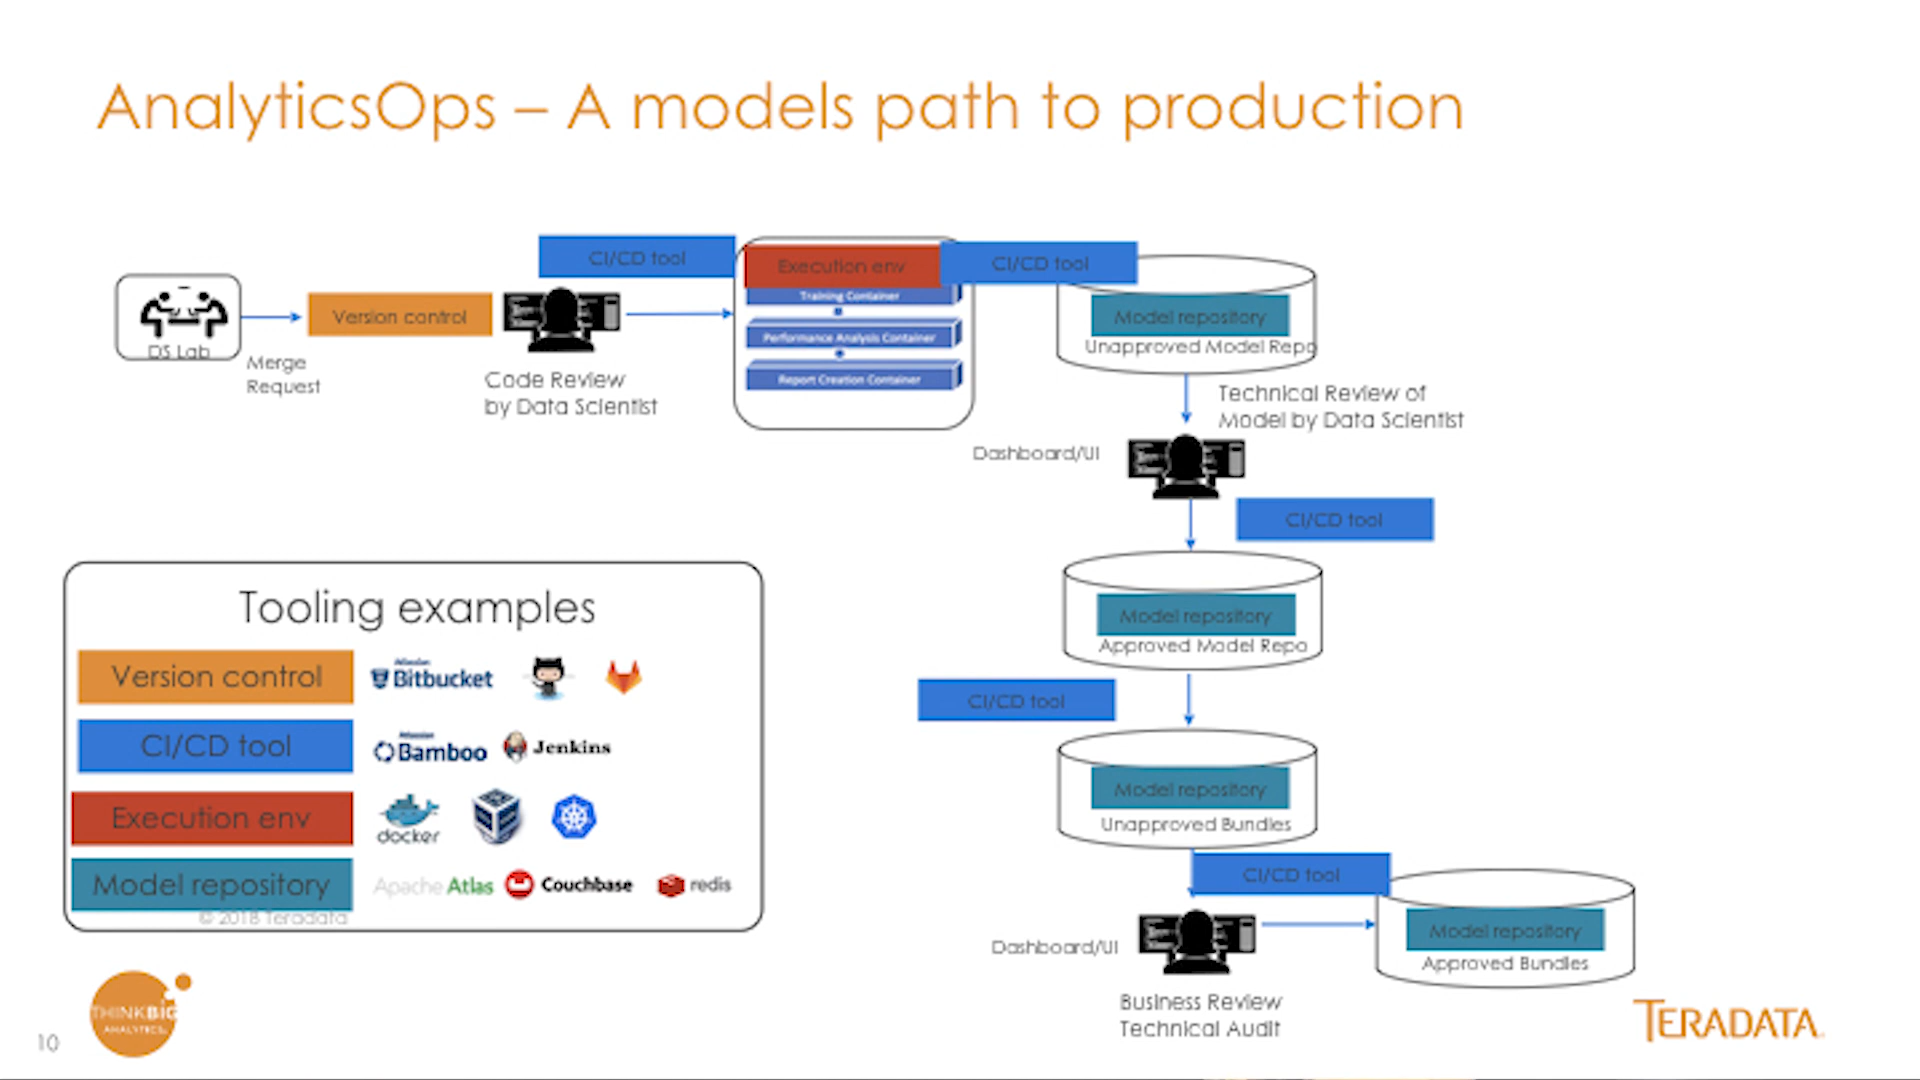 AnalyticsOps – A models path to production
CI/CD tool
Execution env
CI/CD tool
Training Container
DS Lab
Version control
Model repository
Performance Analysis Container
Unapproved Model Repo
Merge
Request
Code Review
by Data Scientist
Report Creation Container
Technical Review of
Model by Data Scientist
Dashboard/UI
CI/CD tool
Model repository
Approved Model Repo
CI/CD tool
Model repository
Unapproved Bundles
CI/CD tool
Model repository
Approved Bundles
Dashboard/UI
Business Review
Technical Audit
Tooling examples
Version control
Atlassian
Bitbucket
CI/CD tool
Atlassian
Bamboo
Jenkins
Execution env
docker
Model repository
Apache Atlas
Couchbase
redis
© 2018 Teradata
THINKBIG
ANALYTICS
10
TERADATA.